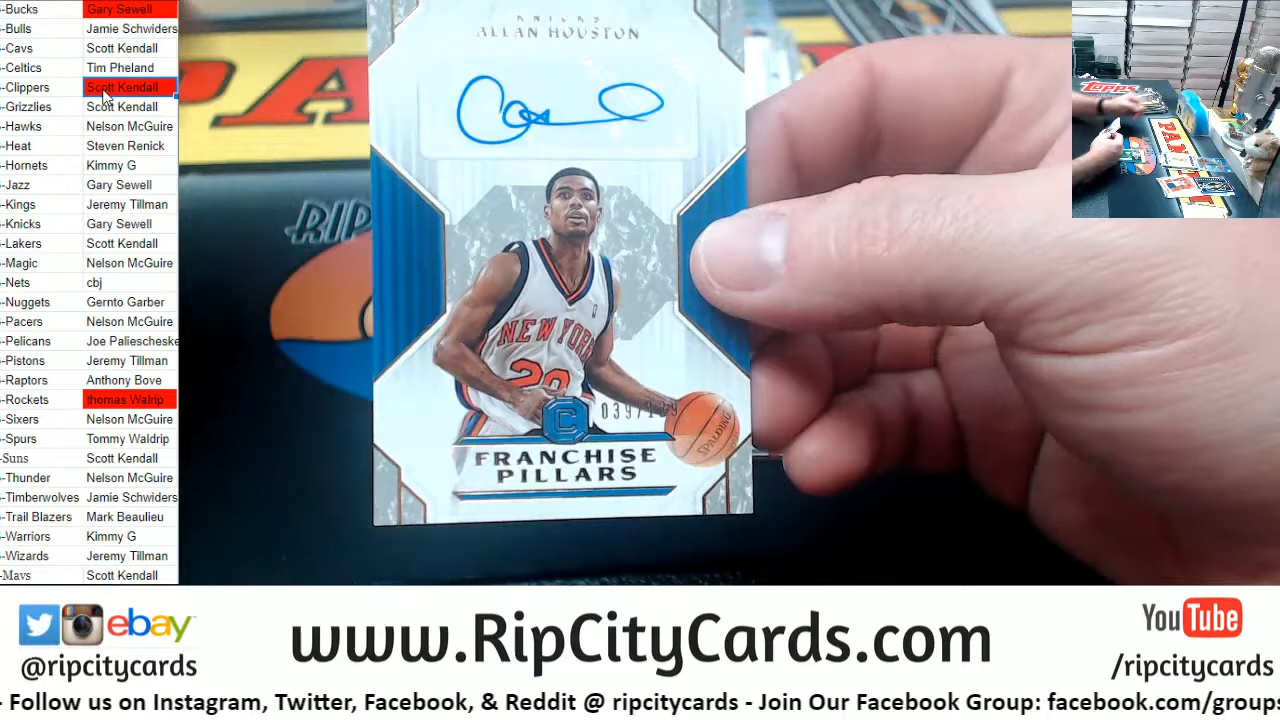 -Bucks Gary Sewell
-Bulls Jamie Schwiders
-Cavs Scott Kendall
-Celtics Tim Pheland
-Clippers Scott Kendall
-Grizzlies Scott Kendall
-Hawks Nelson McGuire
-Heat Steven Renick
-Hornets Kimmy G
-Jazz Gary Sewell
-Kings Jeremy Tillman
-Knicks Gary Sewell
-Lakers Scott Kendall
-Magic Nelson McGuire
-Nets cbj
-Nuggets Gernto Garber
-Pacers Nelson McGuire
-Pelicans Joe Paliescheske
-Pistons Jeremy Tillman
-Raptors Anthony Bove
-Rockets thomas Walrip
-Sixers Nelson McGuire
-Spurs Tommy Waldrip
-Suns Scott Kendall
-Thunder Nelson McGuire
-Timberwolves Jamie Schwiders
-Trail Blazers Mark Beaulieu
-Warriors Kimmy G
-Wizards Jeremy Tillman
-Mavs Scott Kendall
KNICKS
ALLAN HOUSTON
RIP
NEW YORK
20
SPALDING
C
FRANCHISE
PILLARS
TOPPS
PANI
ebay
@ripcitycards
www.RipCityCards.com
YouTube
/ripcitycards
- Follow us on Instagram, Twitter, Facebook, & Reddit @ ripcitycards - Join Our Facebook Group: facebook.com/groups